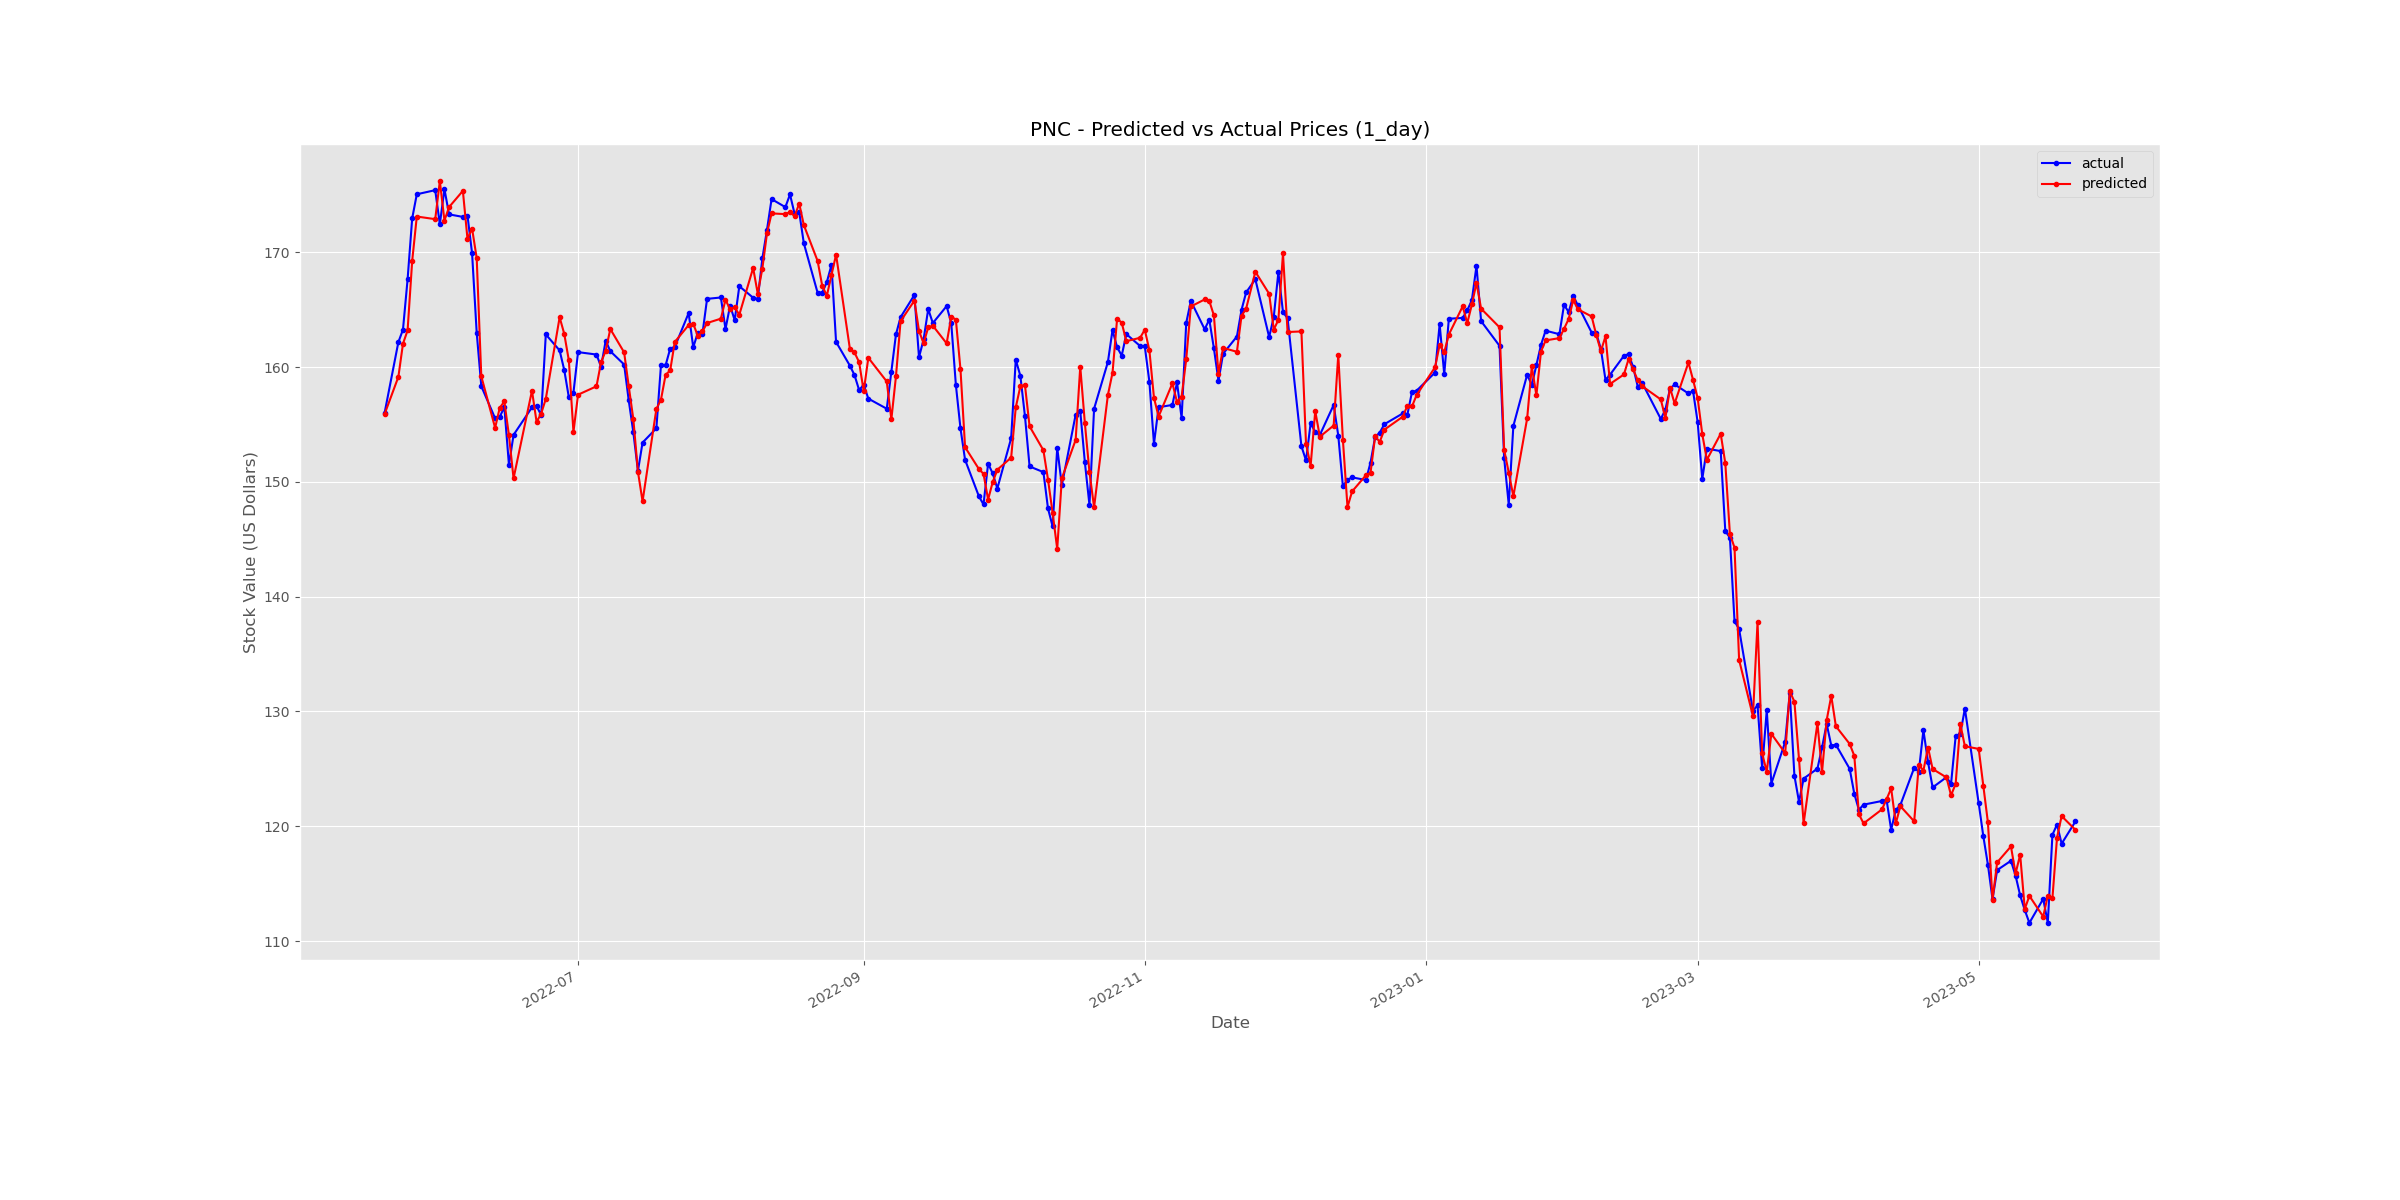 PNC - Predicted vs Actual Prices (1_day)
actual
predicted
Stock Value (US Dollars)
170
160
150
140
130
120
110
2022-07
2022-09
2022-11
2023-01
2023-03
2023-05
Date